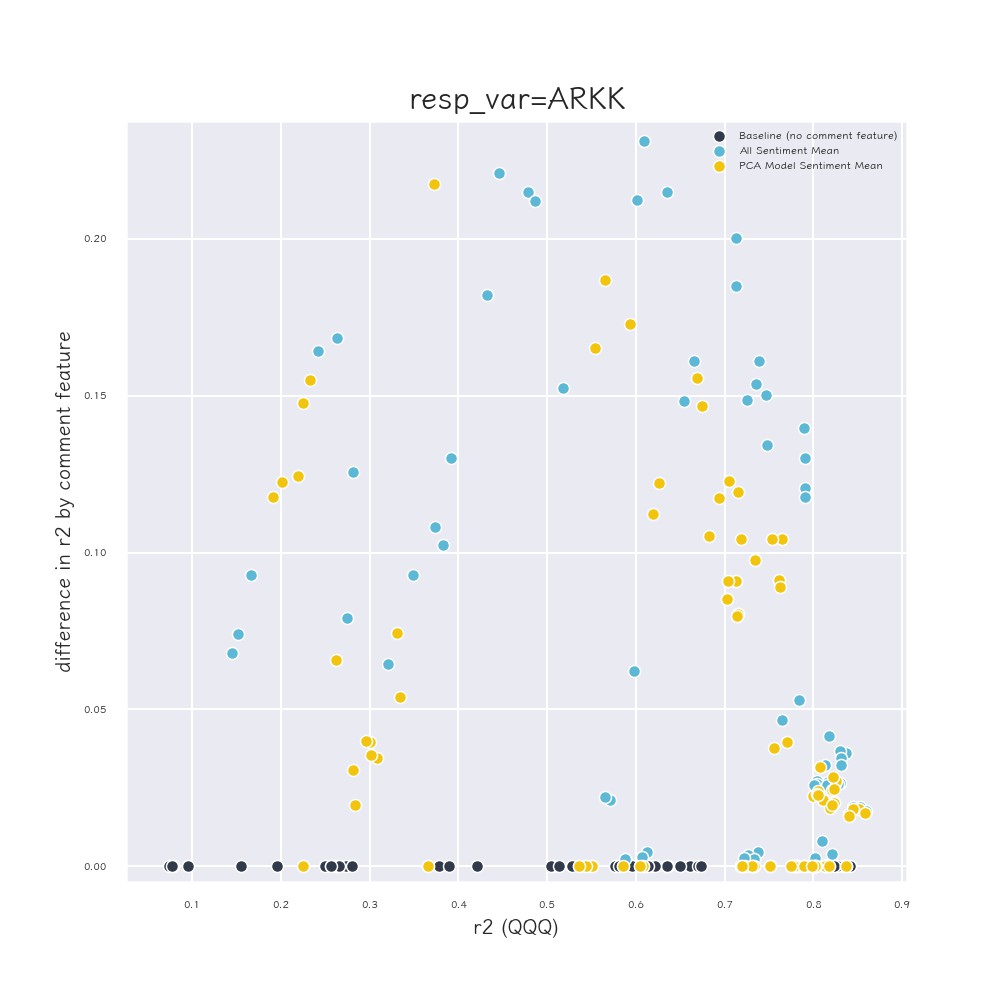 resp_var=ARKK
Baseline (no comment feature)
All Sentiment Mean
PCA Model Sentiment Mean
0.20
0.15
0.10
0.05
0.00
difference in r2 by comment feature
0.1 0.2 0.3 0.4 0.5 0.6 0.7 0.8 0.9
r2 (QQQ)